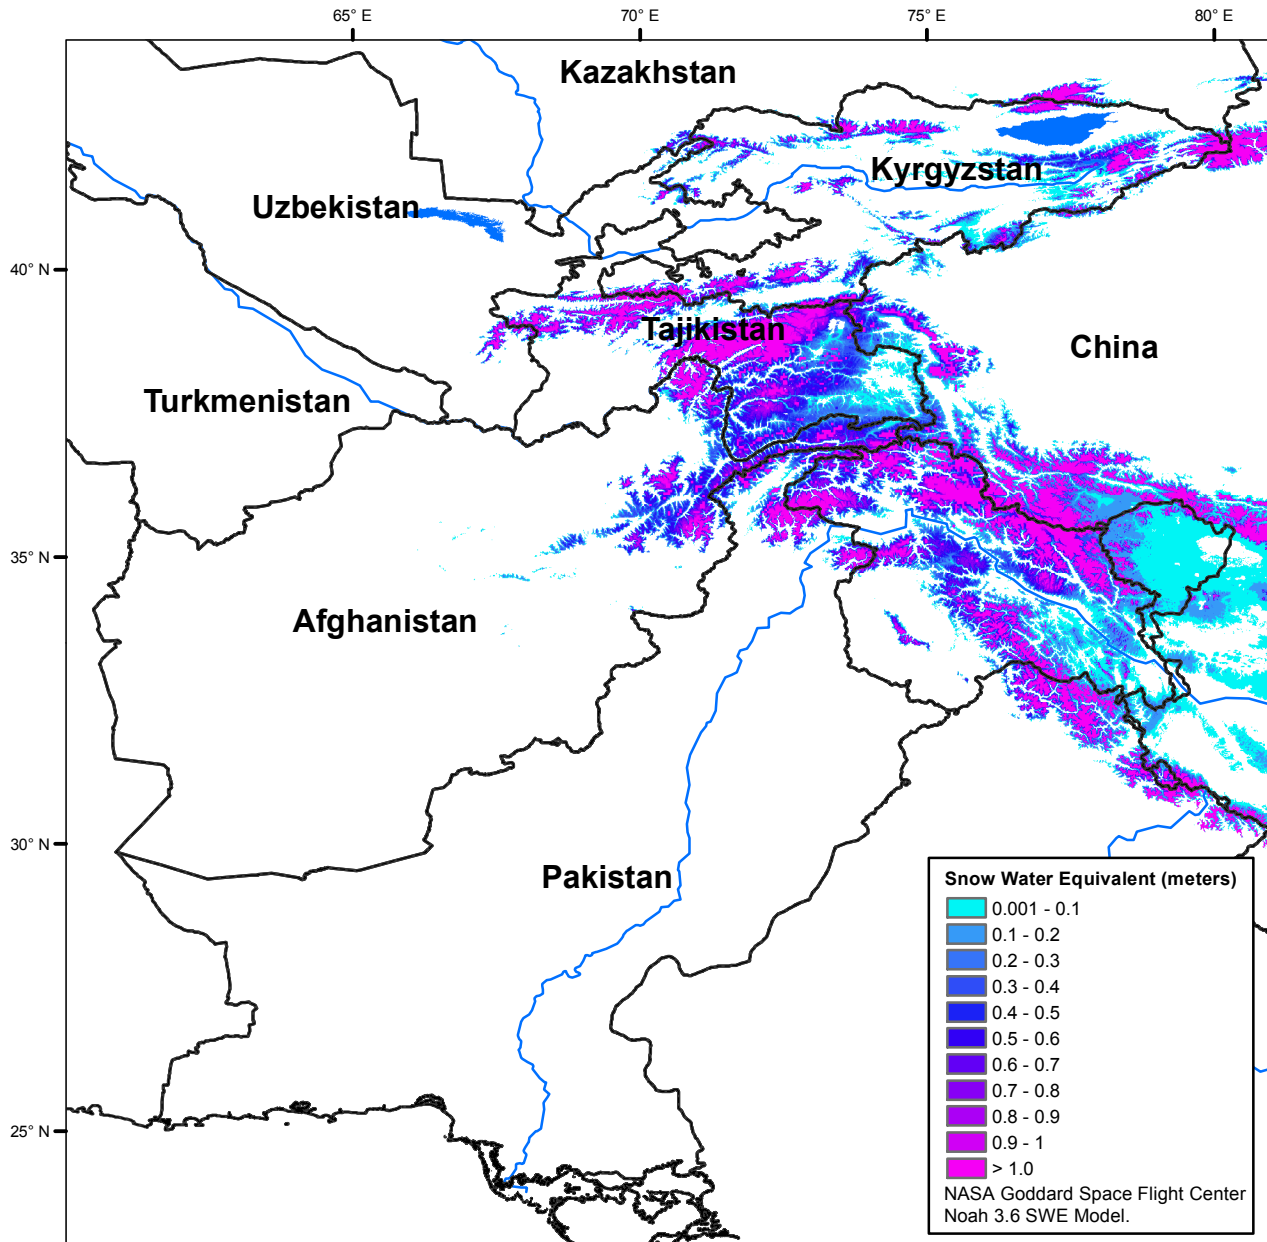 65° E
70° E
75° E
80° E
Kazakhstan
Kyrgyzstan
Uzbekistan
40° N
Tajikistan
China
Turkmenistan
35° N
Afghanistan
30° N
Pakistan
25° N
Snow Water Equivalent (meters)
0.001 - 0.1
0.1 - 0.2
0.2 - 0.3
0.3 - 0.4
0.4 - 0.5
0.5 - 0.6
0.6 - 0.7
0.7 - 0.8
0.8 - 0.9
0.9 - 1
> 1.0
NASA Goddard Space Flight Center
Noah 3.6 SWE Model.